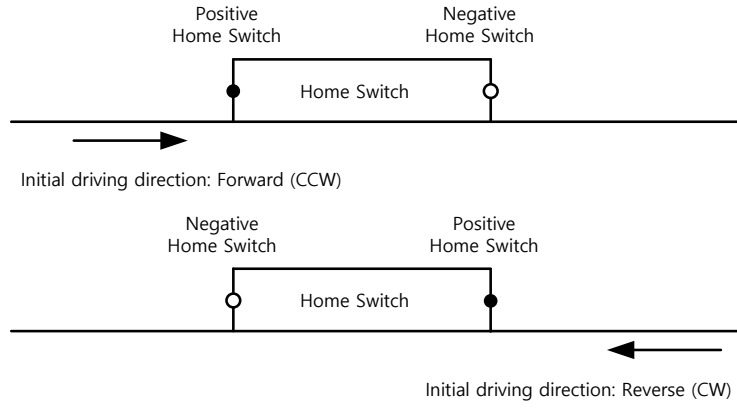 Positive
Home Switch
Negative
Home Switch
Home Switch
Initial driving direction: Forward (CCW)
Negative
Home Switch
Positive
Home Switch
Home Switch
Initial driving direction: Reverse (CW)